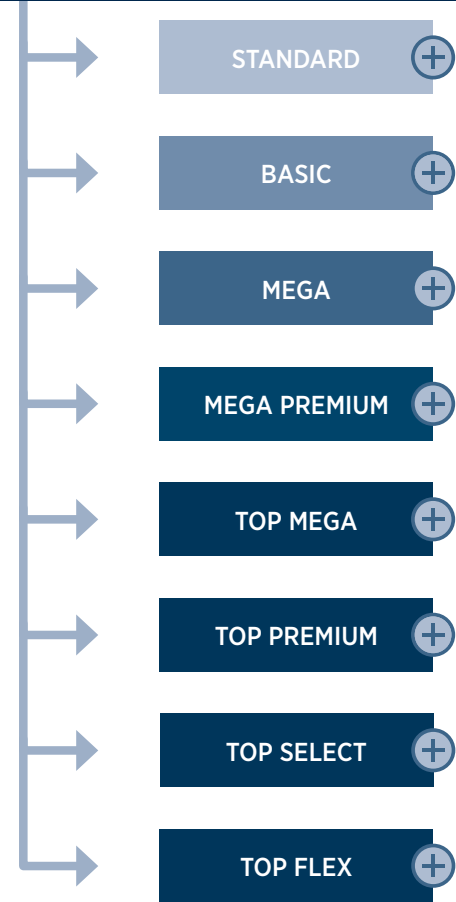 STANDARD
BASIC
MEGA
MEGA PREMIUM
TOP MEGA
TOP PREMIUM
TOP SELECT
TOP FLEX